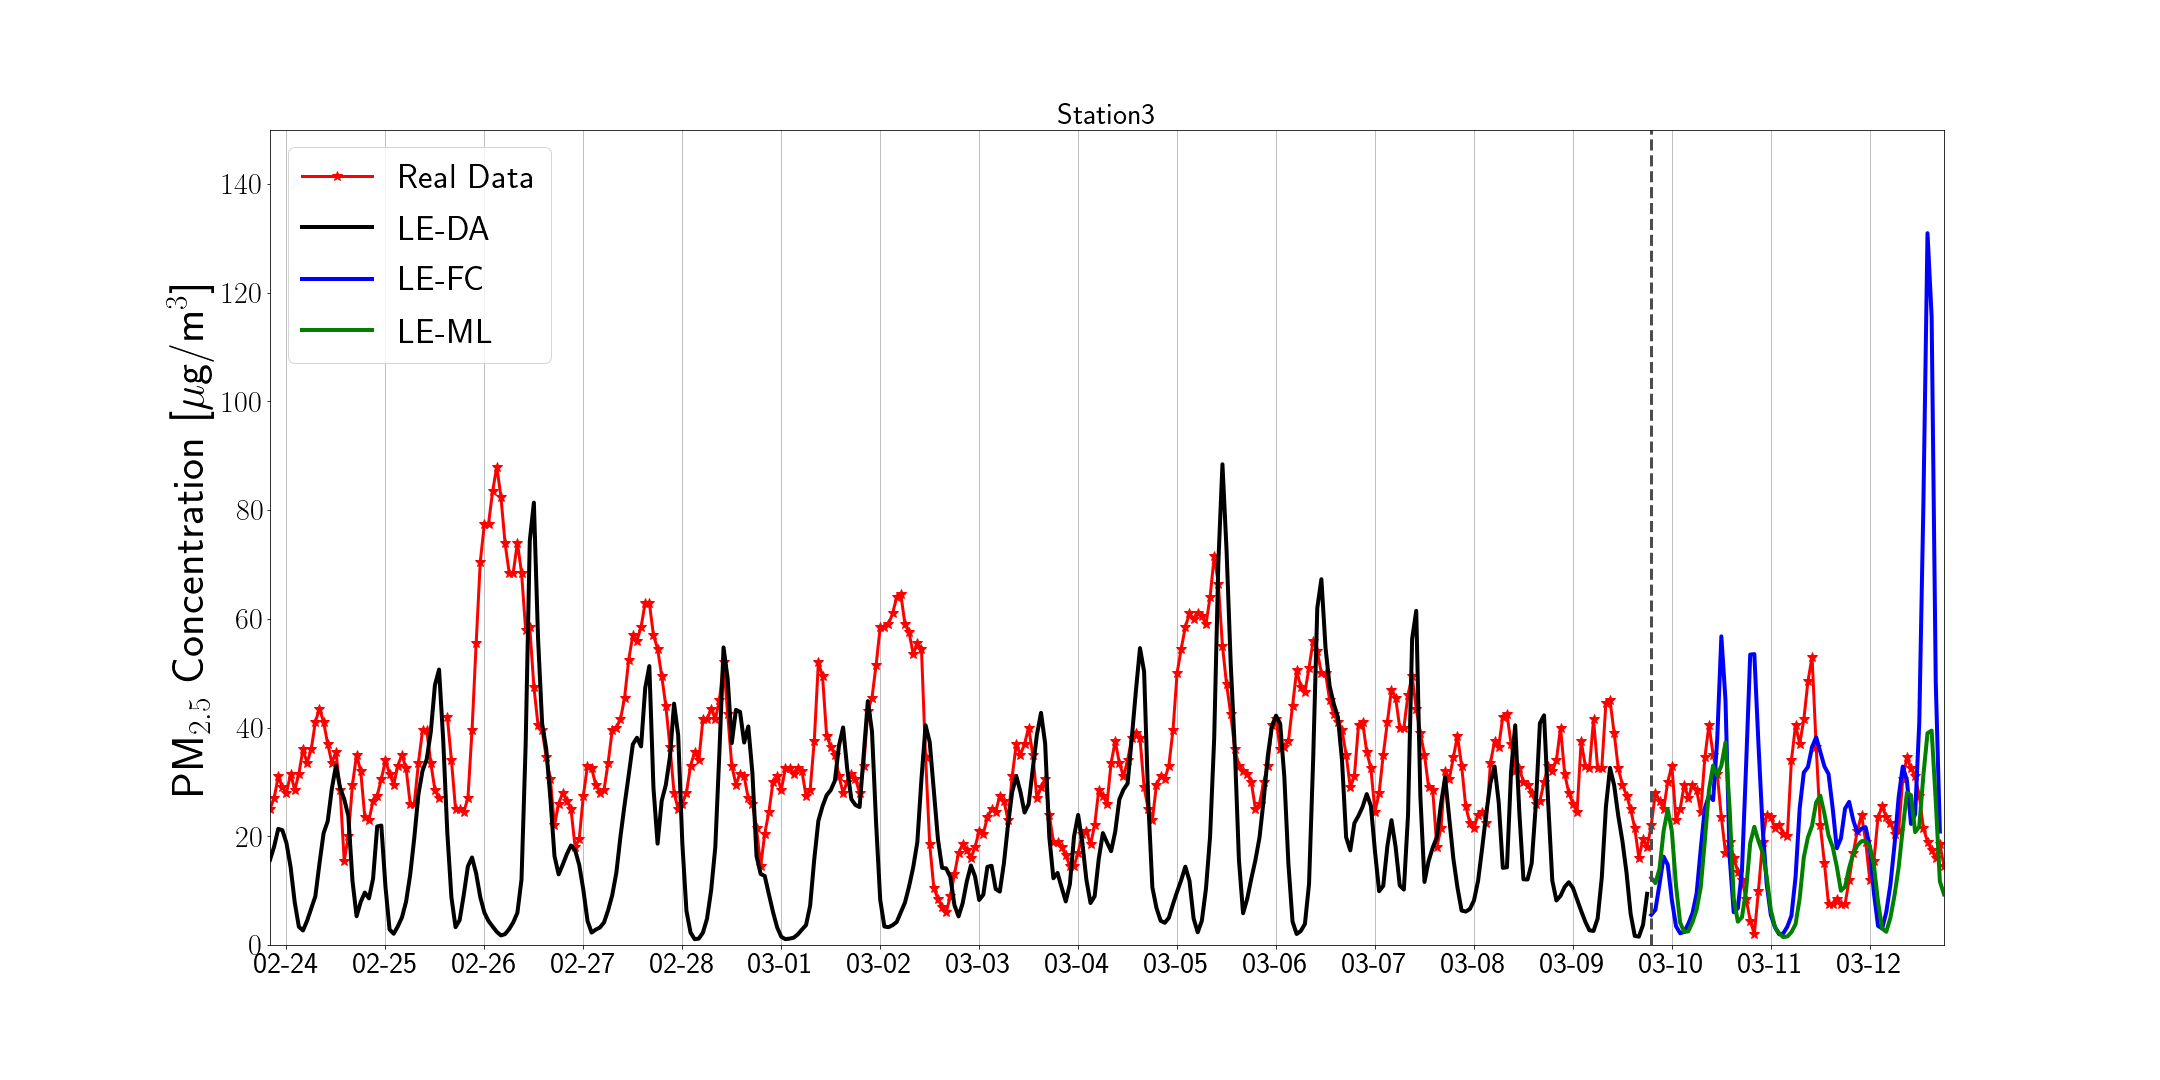 Station3
PM2.5 Concentration [μg/m³]
140
120
100
80
60
40
20
0
Real Data
LE-DA
LE-FC
LE-ML
02-24 02-25 02-26 02-27 02-28 03-01 03-02 03-03 03-04 03-05 03-06 03-07 03-08 03-09 03-10 03-11 03-12